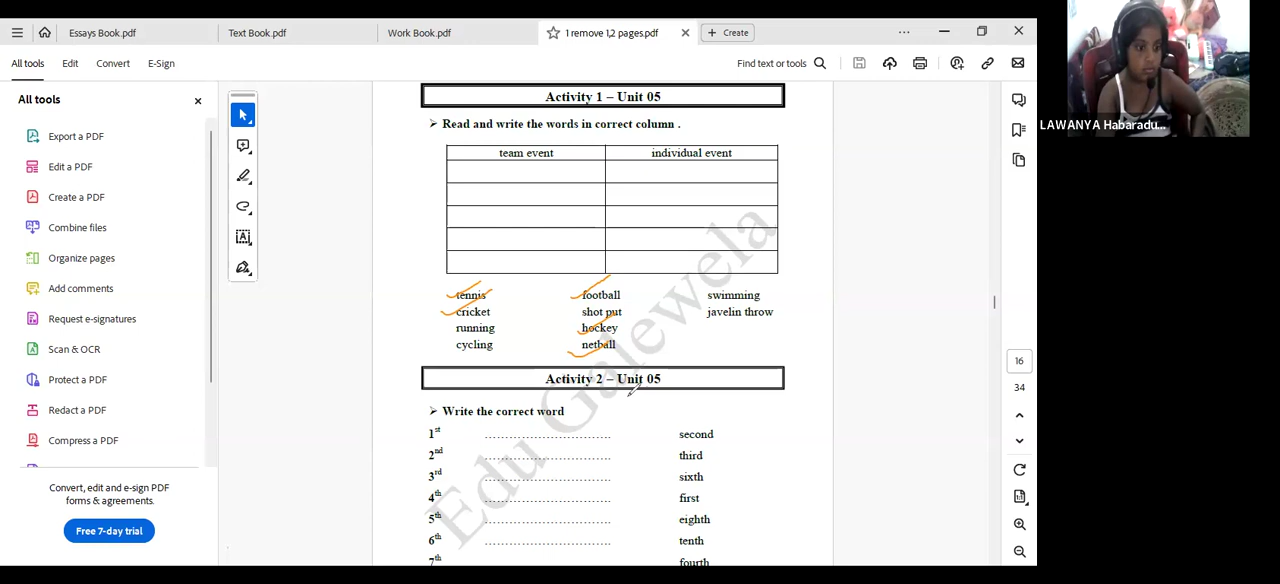 Essays Book.pdf
Text Book.pdf
Work Book.pdf
1 remove 1,2 pages.pdf
Create
All tools
Edit
Convert
E-Sign
Find text or tools
All tools
Export a PDF
Edit a PDF
Create a PDF
Combine files
Organize pages
Add comments
Request e-signatures
Scan & OCR
Protect a PDF
Redact a PDF
Compress a PDF
Convert, edit and e-sign PDF
forms & agreements.
Free 7-day trial
Activity 1 – Unit 05
➢ Read and write the words in correct column .
team event individual event
tennis football swimming
cricket shot put javelin throw
running hockey
cycling netball
Activity 2 – Unit 05
➢ Write the correct word
1st ................................ second
2nd ................................ third
3rd ................................ sixth
4th ................................ first
5th ................................ eighth
6th ................................ tenth
7th fourth
Edu Galewela
16
34
LAWANYA Habaradu...